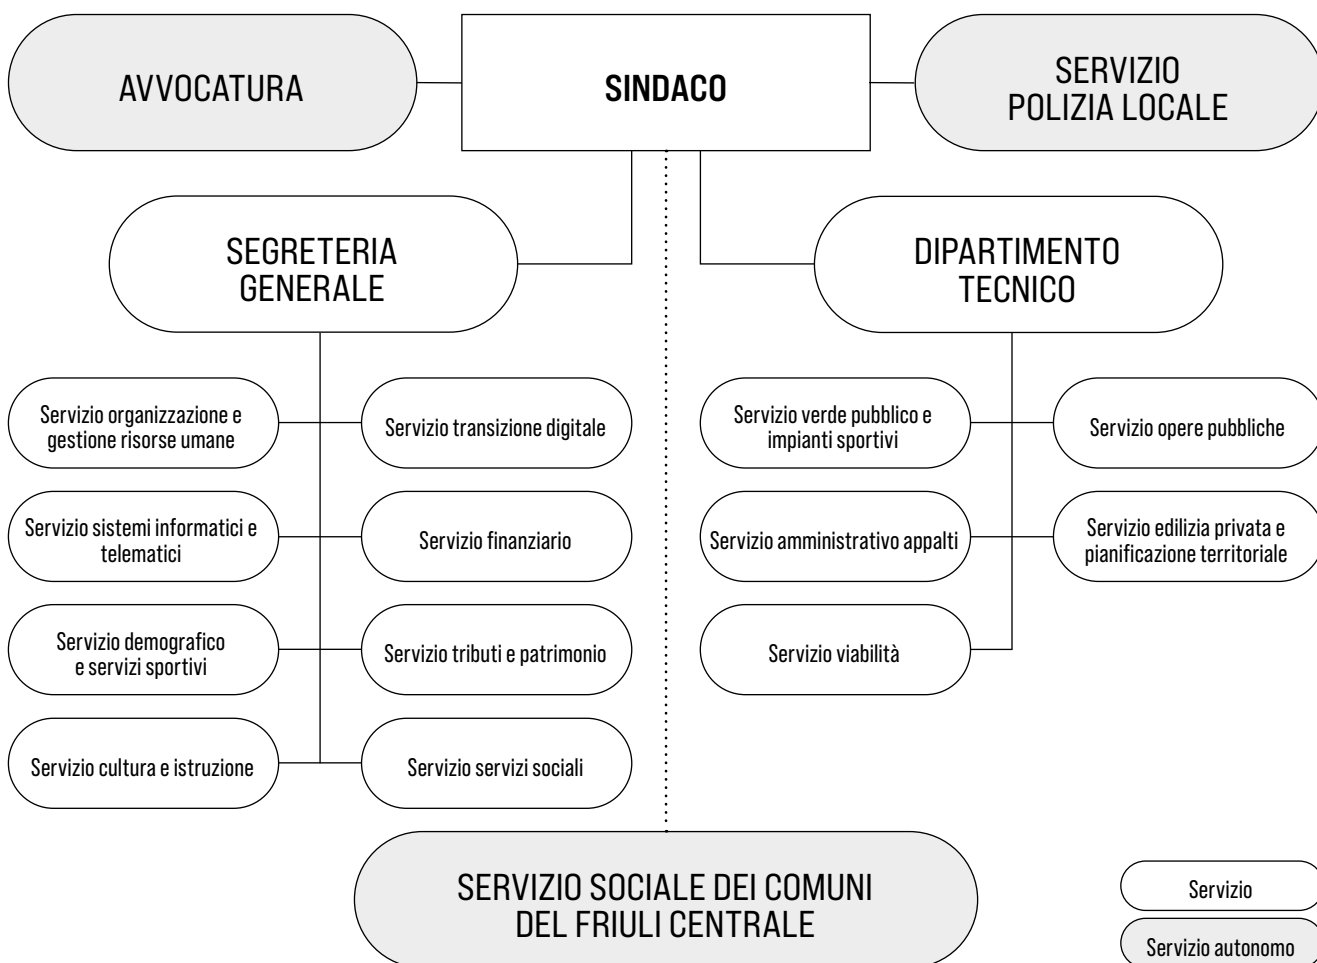 AVVOCATURA
SINDACO
SERVIZIO
POLIZIA LOCALE
SEGRETERIA
GENERALE
DIPARTIMENTO
TECNICO
Servizio organizzazione e
gestione risorse umane
Servizio transizione digitale
Servizio verde pubblico e
impianti sportivi
Servizio opere pubbliche
Servizio sistemi informatici e
telematici
Servizio finanziario
Servizio amministrativo appalti
Servizio edilizia privata e
pianificazione territoriale
Servizio demografico
e servizi sportivi
Servizio tributi e patrimonio
Servizio viabilità
Servizio cultura e istruzione
Servizio servizi sociali
SERVIZIO SOCIALE DEI COMUNI
DEL FRIULI CENTRALE
Servizio
Servizio autonomo